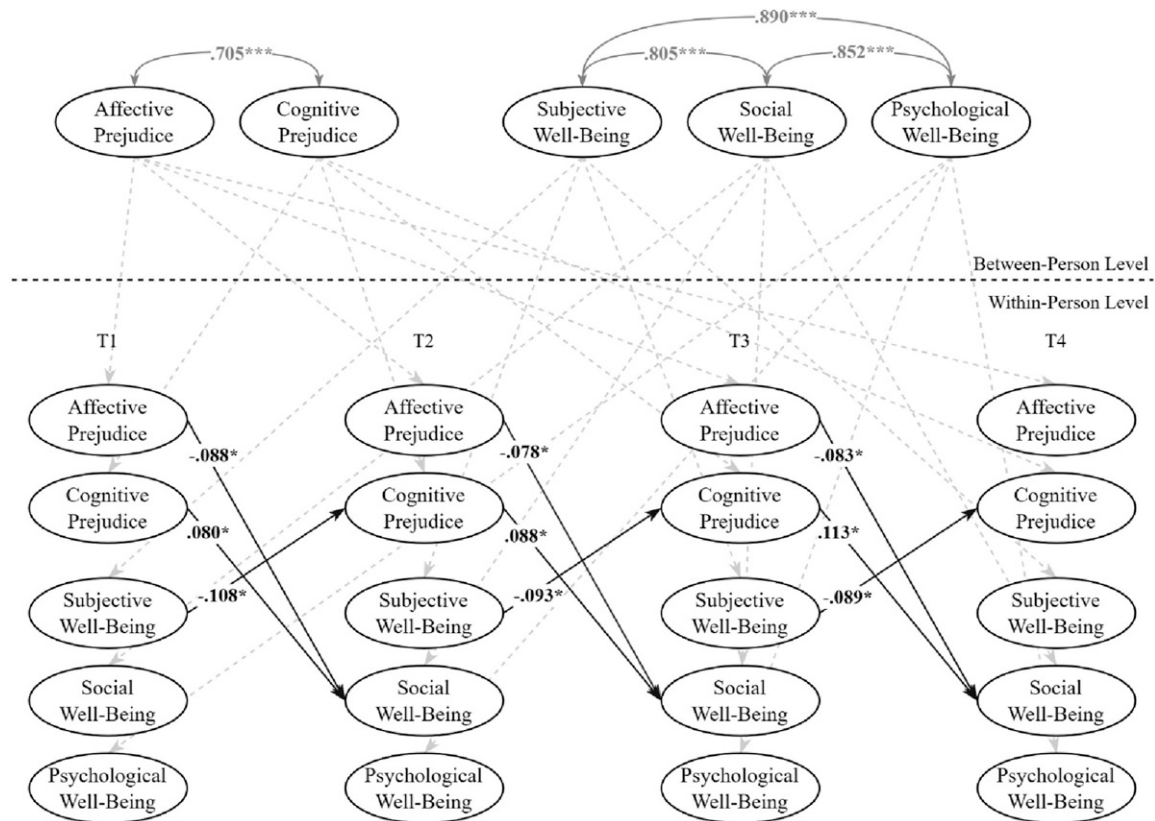 .890***
.705***
.805***
.852***
Affective
Prejudice
Cognitive
Prejudice
Subjective
Well-Being
Social
Well-Being
Psychological
Well-Being
Between-Person Level
Within-Person Level
T1
T2
T3
T4
Affective
Prejudice
Affective
Prejudice
Affective
Prejudice
Affective
Prejudice
-.088*
-.078*
-.083*
Cognitive
Prejudice
Cognitive
Prejudice
Cognitive
Prejudice
Cognitive
Prejudice
.080*
.088*
.113*
-.108*
-.093*
-.089*
Subjective
Well-Being
Subjective
Well-Being
Subjective
Well-Being
Subjective
Well-Being
Social
Well-Being
Social
Well-Being
Social
Well-Being
Social
Well-Being
Psychological
Well-Being
Psychological
Well-Being
Psychological
Well-Being
Psychological
Well-Being